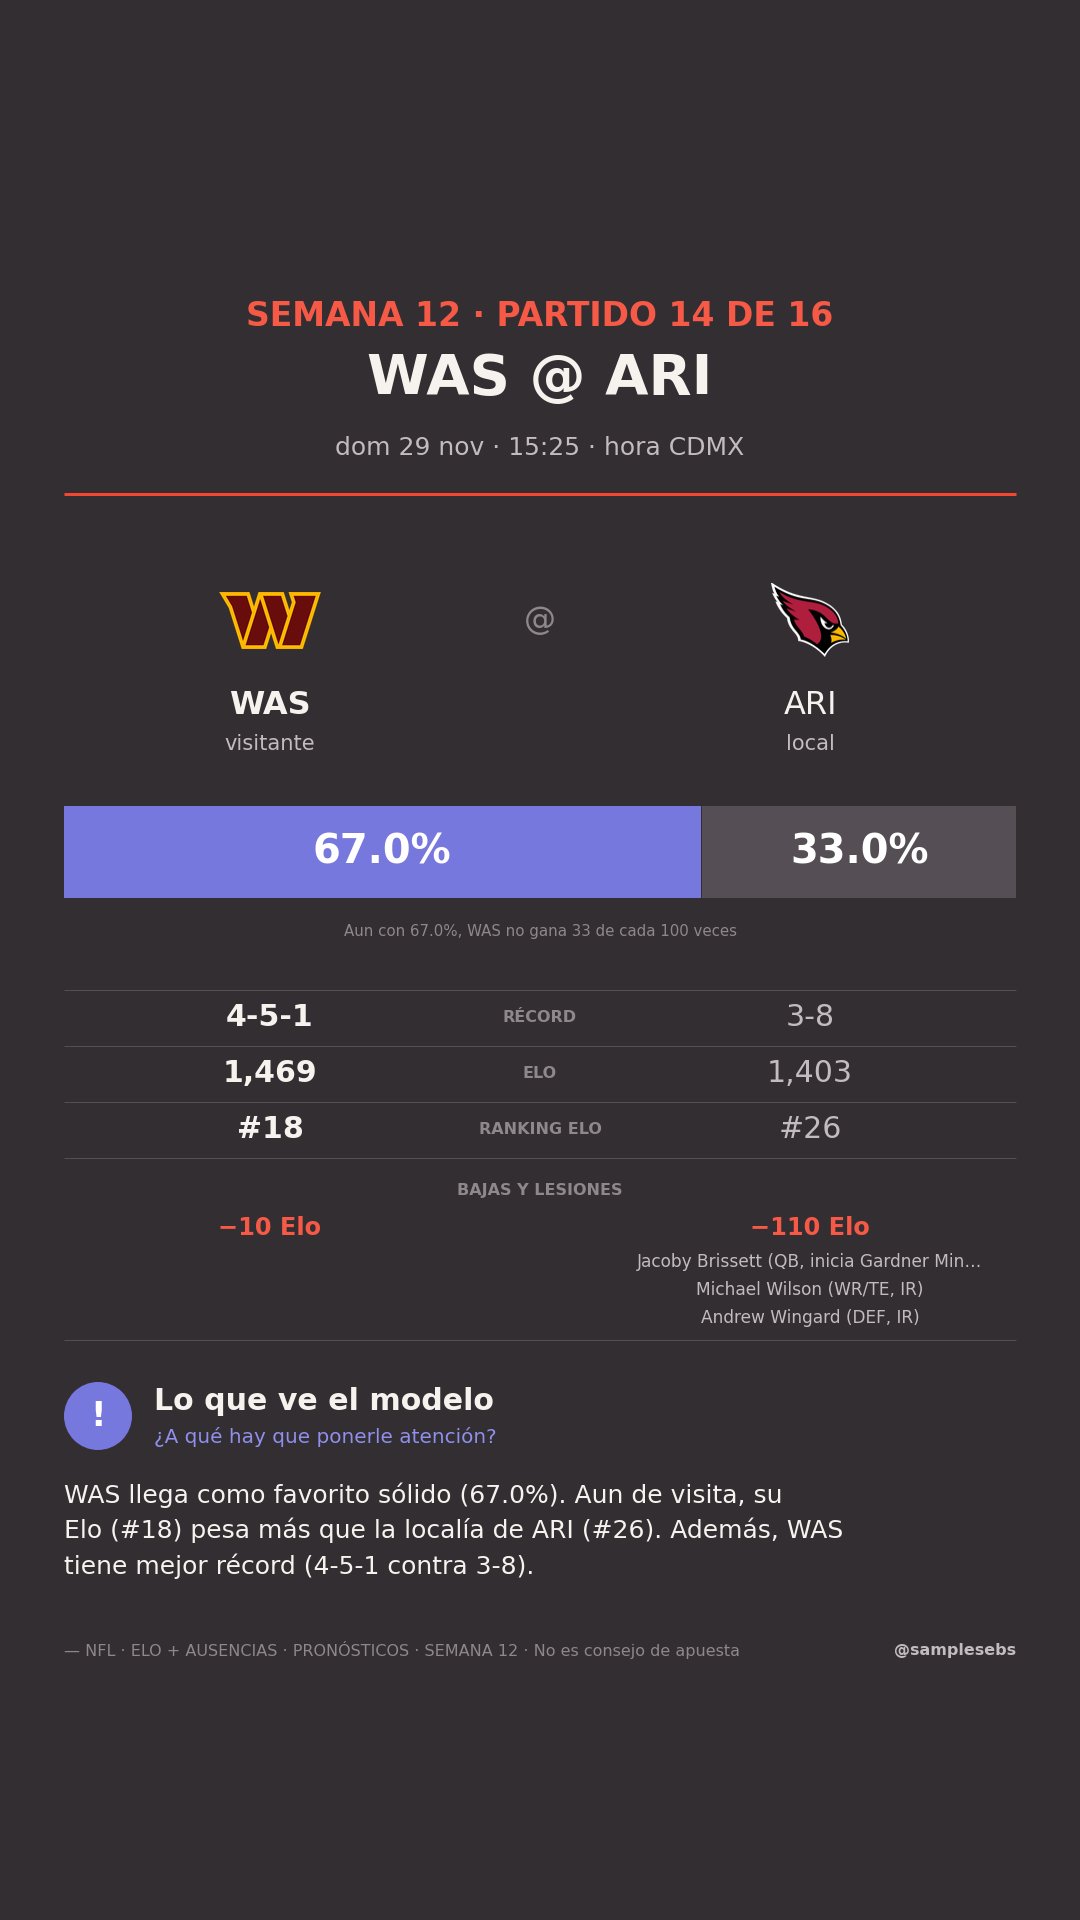 SEMANA 12 · PARTIDO 14 DE 16
WAS @ ARI
dom 29 nov · 15:25 · hora CDMX
@
WAS
ARI
visitante
local
67.0%
33.0%
Aun con 67.0%, WAS no gana 33 de cada 100 veces
4-5-1 RÉCORD 3-8
1,469 ELO 1,403
#18 RANKING ELO #26
BAJAS Y LESIONES
−10 Elo
−110 Elo
Jacoby Brissett (QB, inicia Gardner Min…
Michael Wilson (WR/TE, IR)
Andrew Wingard (DEF, IR)
!
Lo que ve el modelo
¿A qué hay que ponerle atención?
WAS llega como favorito sólido (67.0%). Aun de visita, su
Elo (#18) pesa más que la localía de ARI (#26). Además, WAS
tiene mejor récord (4-5-1 contra 3-8).
— NFL · ELO + AUSENCIAS · PRONÓSTICOS · SEMANA 12 · No es consejo de apuesta
@samplesebs